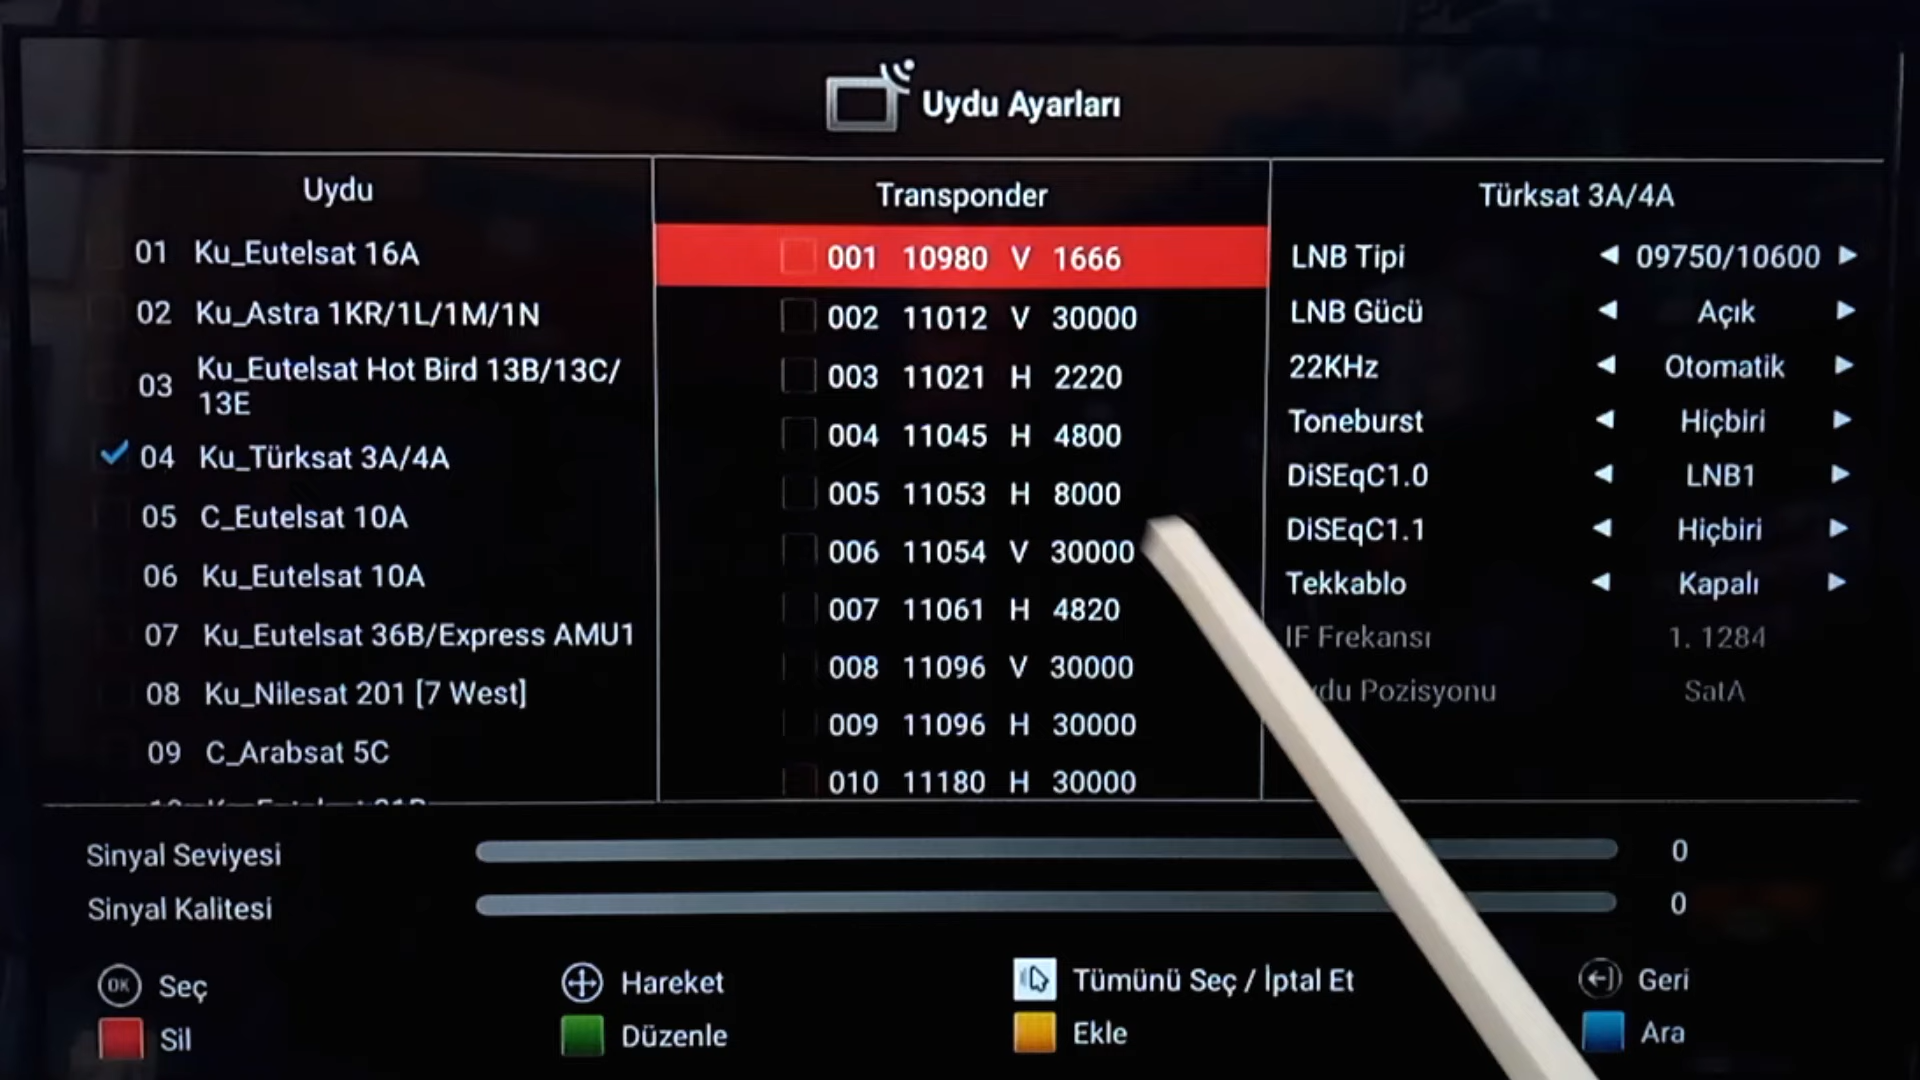 Uydu Ayarları
Uydu
01 Ku_Eutelsat 16A
02 Ku_Astra 1KR/1L/1M/1N
03 Ku_Eutelsat Hot Bird 13B/13C/
13E
04 Ku_Türksat 3A/4A
05 C_Eutelsat 10A
06 Ku_Eutelsat 10A
07 Ku_Eutelsat 36B/Express AMU1
08 Ku_Nilesat 201 [7 West]
09 C_Arabsat 5C
Transponder
001 10980 V 1666
002 11012 V 30000
003 11021 H 2220
004 11045 H 4800
005 11053 H 8000
006 11054 V 30000
007 11061 H 4820
008 11096 V 30000
009 11096 H 30000
010 11180 H 30000
Türksat 3A/4A
LNB Tipi 09750/10600
LNB Gücü Açık
22KHz Otomatik
Toneburst Hiçbiri
DiSEqC1.0 LNB1
DiSEqC1.1 Hiçbiri
Tekkablo Kapalı
IF Frekansı 1. 1284
Pozisyonu SatA
Sinyal Seviyesi 0
Sinyal Kalitesi 0
OK Seç Hareket Tümünü Seç / İptal Et Geri
Sil Düzenle Ekle Ara